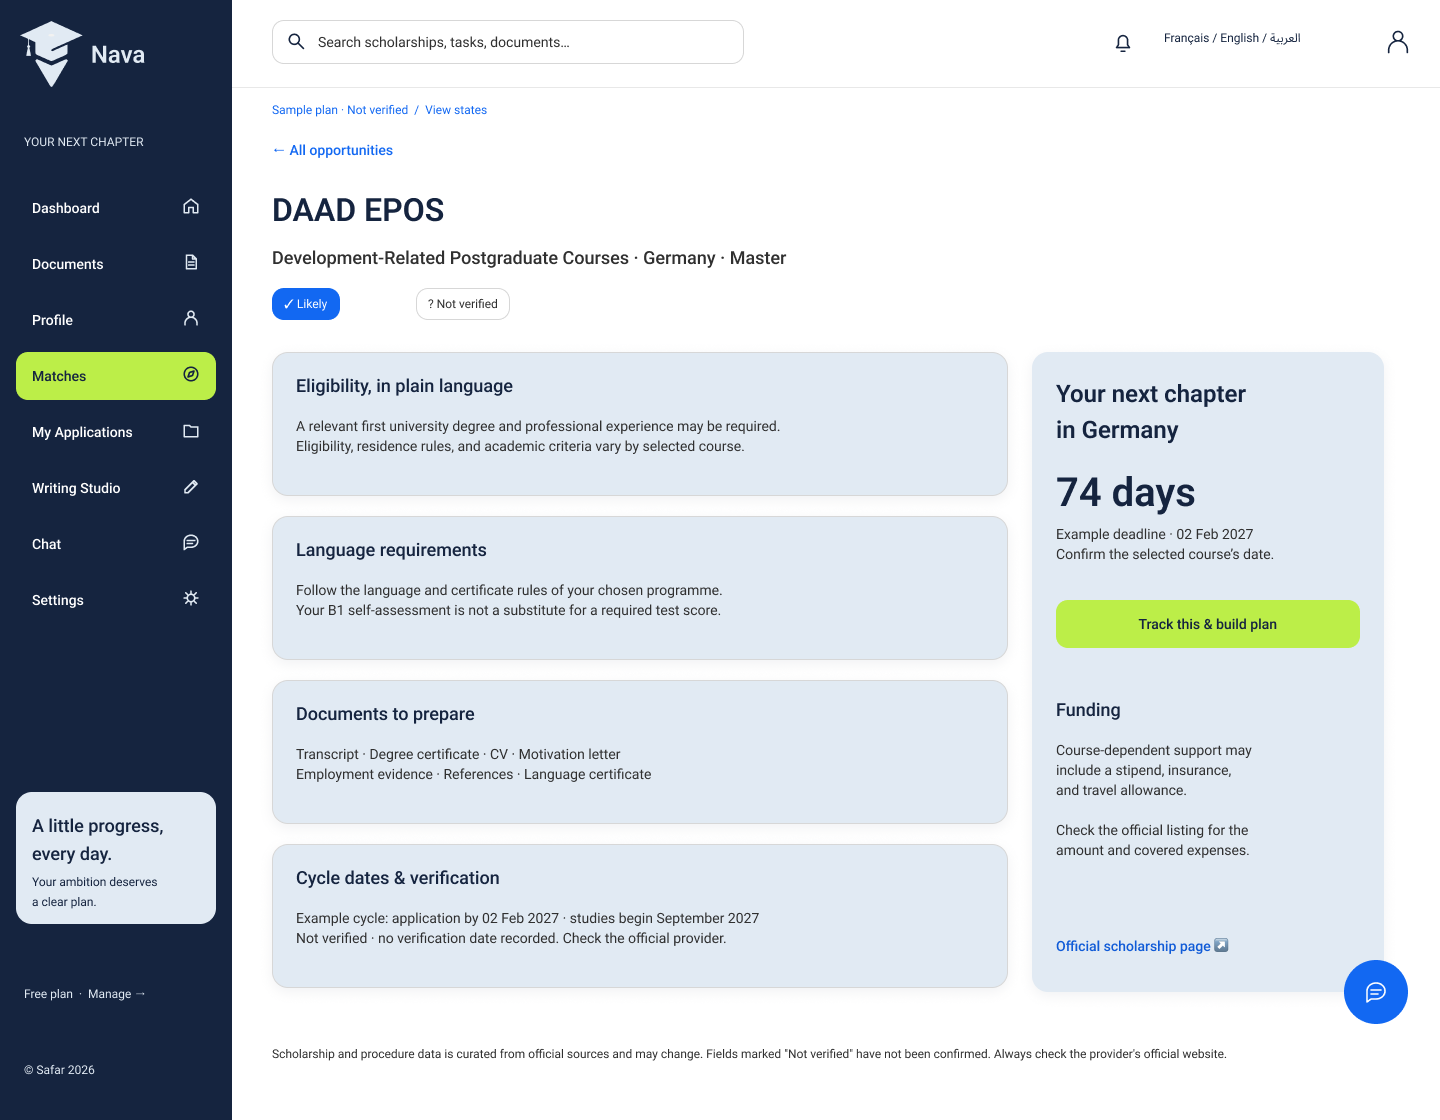 Nava
YOUR NEXT CHAPTER
Dashboard
Documents
Profile
Matches
My Applications
Writing Studio
Chat
Settings
A little progress,
every day.
Your ambition deserves
a clear plan.
Free plan · Manage →
© Safar 2026
Search scholarships, tasks, documents…
Français / English / العربية
Sample plan · Not verified / View states
← All opportunities
DAAD EPOS
Development-Related Postgraduate Courses · Germany · Master
✓ Likely
? Not verified
Eligibility, in plain language
A relevant first university degree and professional experience may be required.
Eligibility, residence rules, and academic criteria vary by selected course.
Language requirements
Follow the language and certificate rules of your chosen programme.
Your B1 self-assessment is not a substitute for a required test score.
Documents to prepare
Transcript · Degree certificate · CV · Motivation letter
Employment evidence · References · Language certificate
Cycle dates & verification
Example cycle: application by 02 Feb 2027 · studies begin September 2027
Not verified · no verification date recorded. Check the official provider.
Your next chapter
in Germany
74 days
Example deadline · 02 Feb 2027
Confirm the selected course’s date.
Track this & build plan
Funding
Course-dependent support may
include a stipend, insurance,
and travel allowance.
Check the official listing for the
amount and covered expenses.
Official scholarship page ↗
Scholarship and procedure data is curated from official sources and may change. Fields marked "Not verified" have not been confirmed. Always check the provider's official website.